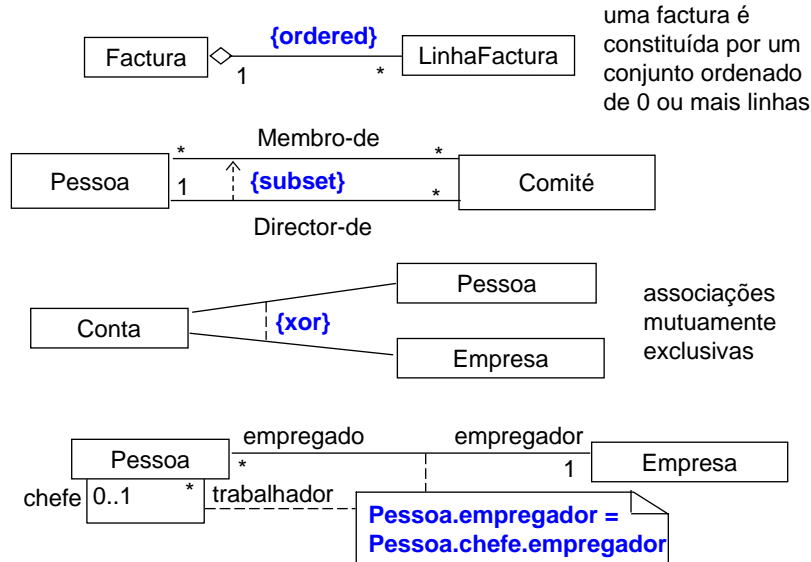 uma factura é
constituída por um
conjunto ordenado
de 0 ou mais linhas
{ordered}
Factura
LinhaFactura
1
*
Membro-de
*
*
Pessoa
Comité
1
{subset}
*
Director-de
Pessoa
Conta
{xor}
Empresa
associações
mutuamente
exclusivas
empregado
empregador
Pessoa
*
1
Empresa
chefe
0..1
*
trabalhador
Pessoa.empregador =
Pessoa.chefe.empregador